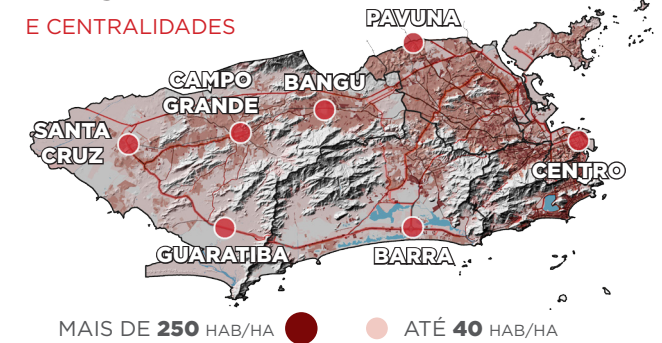 E CENTRALIDADES
PAVUNA
CAMPO
GRANDE
BANGU
SANTA
CRUZ
CENTRO
GUARATIBA
BARRA
MAIS DE 250 HAB/HA
ATÉ 40 HAB/HA